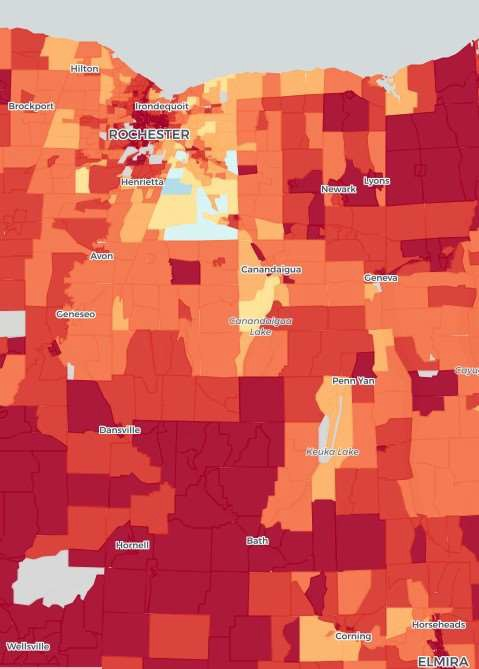 Hilton
Brockport
Irondequoit
ROCHESTER
Henrietta
Lyons
Newark
Avon
Canandaigua
Geneva
Geneseo
Canandaigua
Lake
Penn Yan
Dansville
Keuka Lake
Hornell
Bath
Horseheads
Corning
Wellsville
ELMIRA